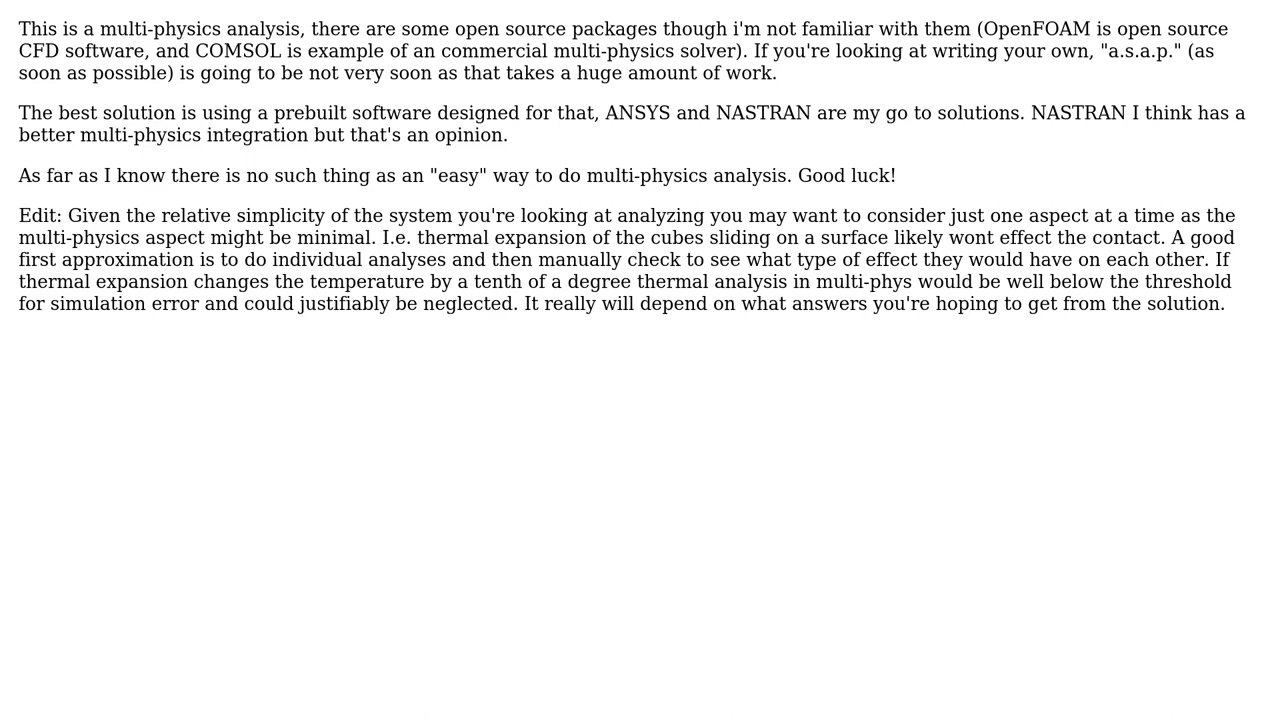 This is a multi-physics analysis, there are some open source packages though i'm not familiar with them (OpenFOAM is open source
CFD software, and COMSOL is example of an commercial multi-physics solver). If you're looking at writing your own, "a.s.a.p." (as
soon as possible) is going to be not very soon as that takes a huge amount of work.
The best solution is using a prebuilt software designed for that, ANSYS and NASTRAN are my go to solutions. NASTRAN I think has a
better multi-physics integration but that's an opinion.
As far as I know there is no such thing as an "easy" way to do multi-physics analysis. Good luck!
Edit: Given the relative simplicity of the system you're looking at analyzing you may want to consider just one aspect at a time as the
multi-physics aspect might be minimal. I.e. thermal expansion of the cubes sliding on a surface likely wont effect the contact. A good
first approximation is to do individual analyses and then manually check to see what type of effect they would have on each other. If
thermal expansion changes the temperature by a tenth of a degree thermal analysis in multi-phys would be well below the threshold
for simulation error and could justifiably be neglected. It really will depend on what answers you're hoping to get from the solution.